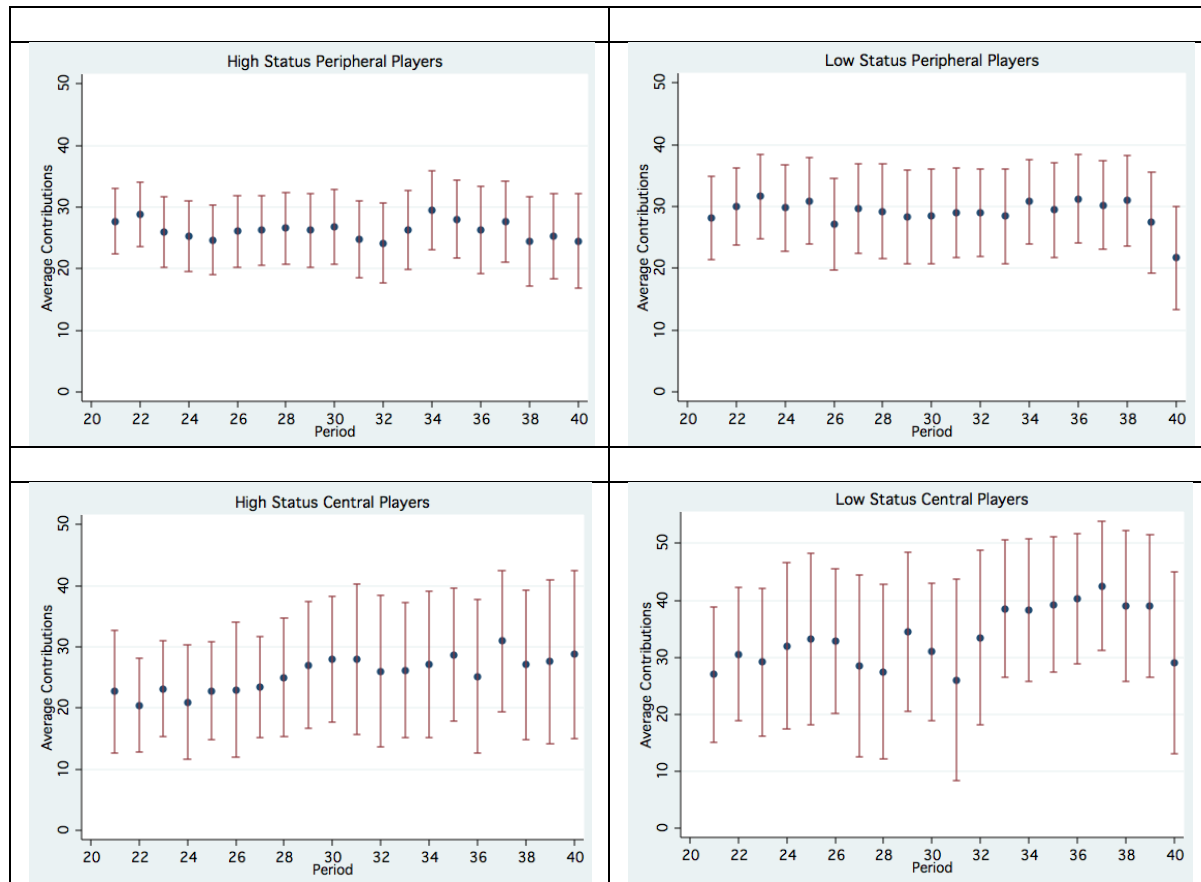 High Status Peripheral Players
Average Contributions
50
40
30
20
10
0
20 22 24 26 28 30 32 34 36 38 40
Period
Low Status Peripheral Players
Average Contributions
50
40
30
20
10
0
20 22 24 26 28 30 32 34 36 38 40
Period
High Status Central Players
Average Contributions
50
40
30
20
10
0
20 22 24 26 28 30 32 34 36 38 40
Period
Low Status Central Players
Average Contributions
50
40
30
20
10
0
20 22 24 26 28 30 32 34 36 38 40
Period